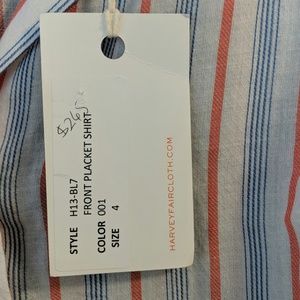 $265
STYLE H13-BL7
FRONT PLACKET SHIRT
COLOR 001
SIZE 4
HARVEYFAIRCLOTH.COM